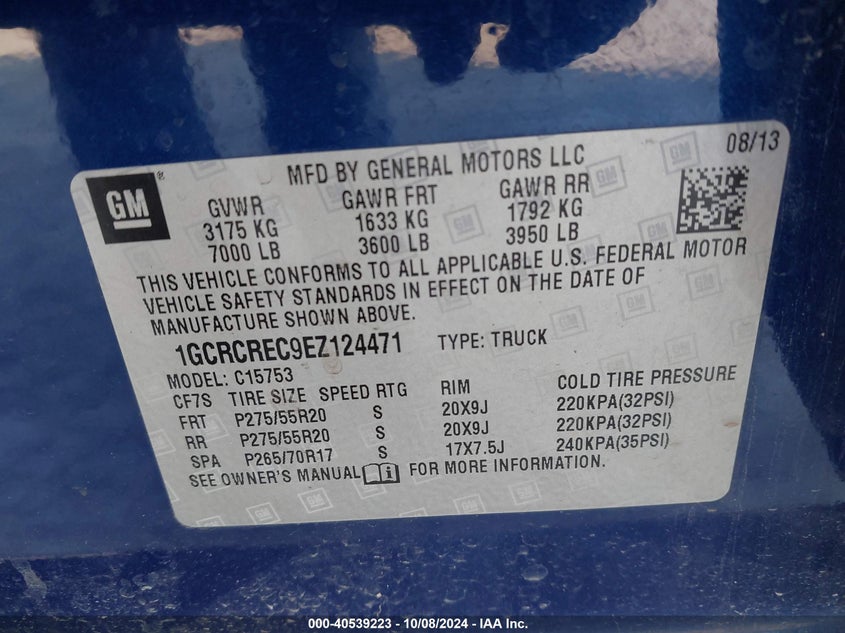 08/13
MFD BY GENERAL MOTORS LLC
GM ®
GVWR GAWR FRT GAWR RR
3175 KG 1633 KG 1792 KG
7000 LB 3600 LB 3950 LB
THIS VEHICLE CONFORMS TO ALL APPLICABLE U.S. FEDERAL MOTOR
VEHICLE SAFETY STANDARDS IN EFFECT ON THE DATE OF
MANUFACTURE SHOWN ABOVE.
1GCRCREC9EZ124471 TYPE: TRUCK
MODEL: C15753
CF7S TIRE SIZE SPEED RTG RIM COLD TIRE PRESSURE
FRT P275/55R20 S 20X9J 220KPA(32PSI)
RR P275/55R20 S 20X9J 220KPA(32PSI)
SPA P265/70R17 S 17X7.5J 240KPA(35PSI)
SEE OWNER'S MANUAL i FOR MORE INFORMATION.
000-40539223 - 10/08/2024 - IAA Inc.